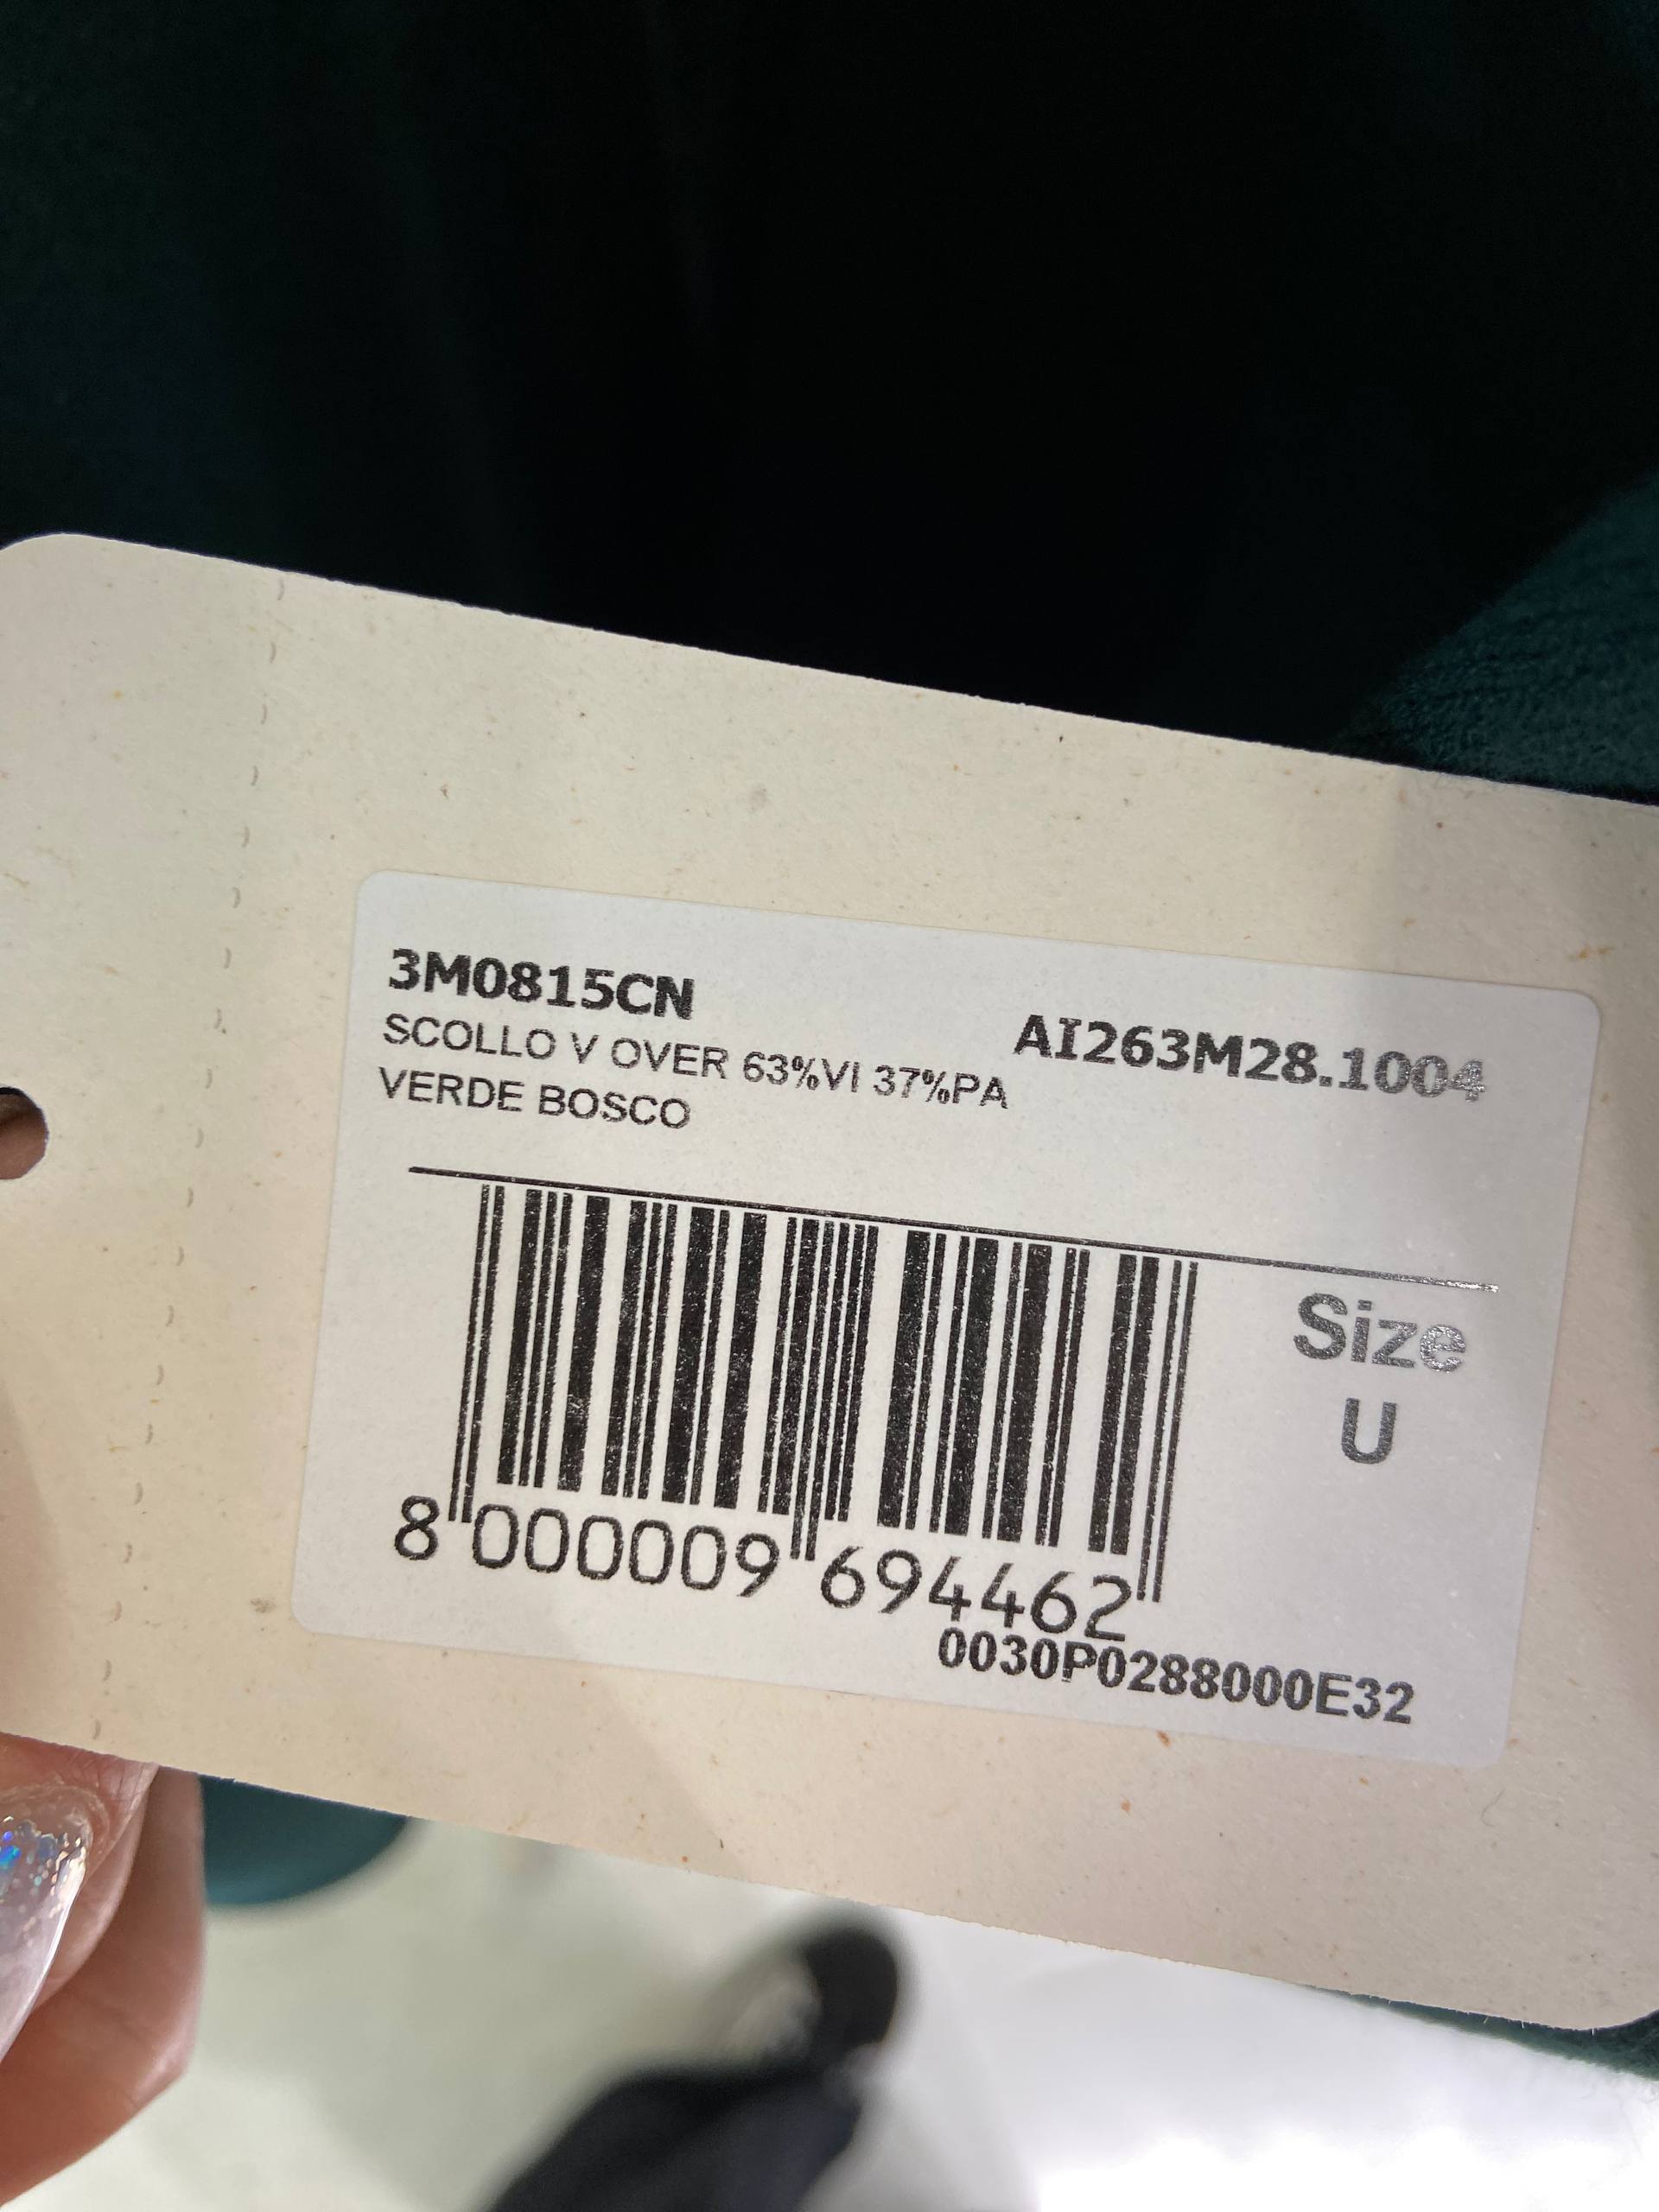 3M0815CN
AI263M28.1004
SCOLLO V OVER 63%VI 37%PA
VERDE BOSCO
Size
U
8 000009 694462
0030P0288000E32